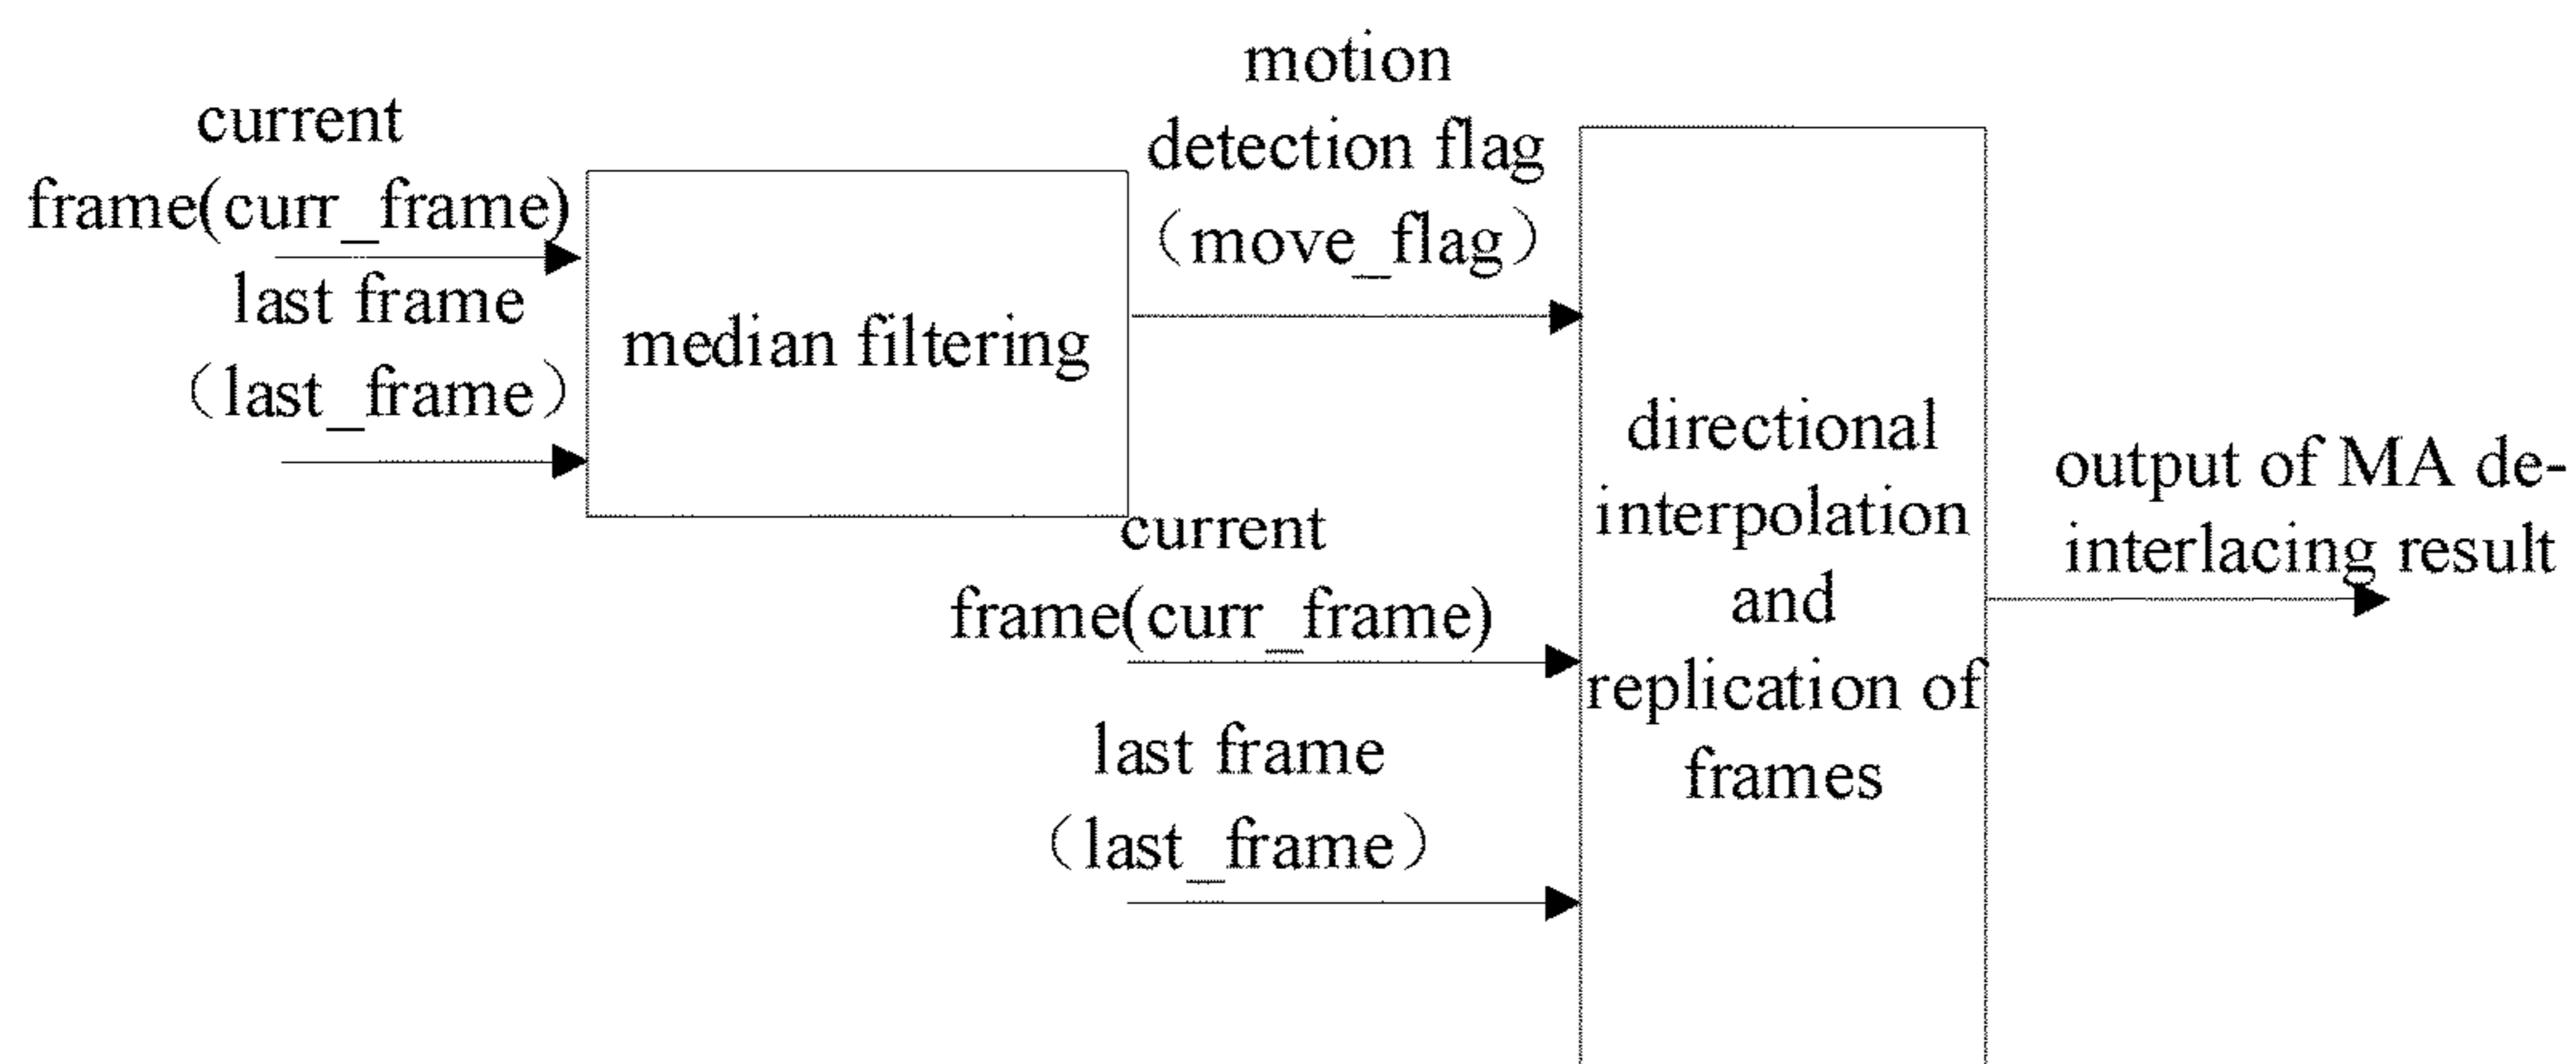 current
frame(curr_frame)
last frame
（last_frame）
median filtering
motion
detection flag
（move_flag）
current
frame(curr_frame)
last frame
（last_frame）
directional
interpolation
and
replication of
frames
output of MA de-
interlacing result